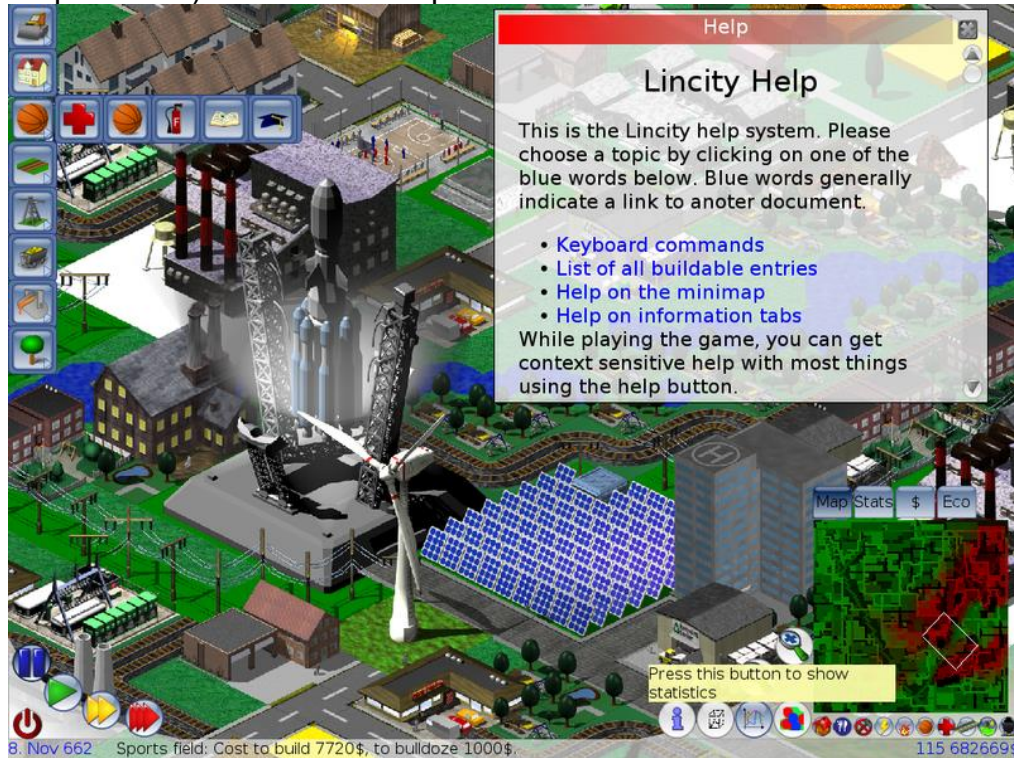 Help
Lincity Help
This is the Lincity help system. Please
choose a topic by clicking on one of the
blue words below. Blue words generally
indicate a link to anoter document.
• Keyboard commands
• List of all buildable entries
• Help on the minimap
• Help on information tabs
While playing the game, you can get
context sensitive help with most things
using the help button.
Map Stats $ Eco
Press this button to show
statistics
8. Nov 662 Sports field: Cost to build 7720$, to bulldoze 1000$.